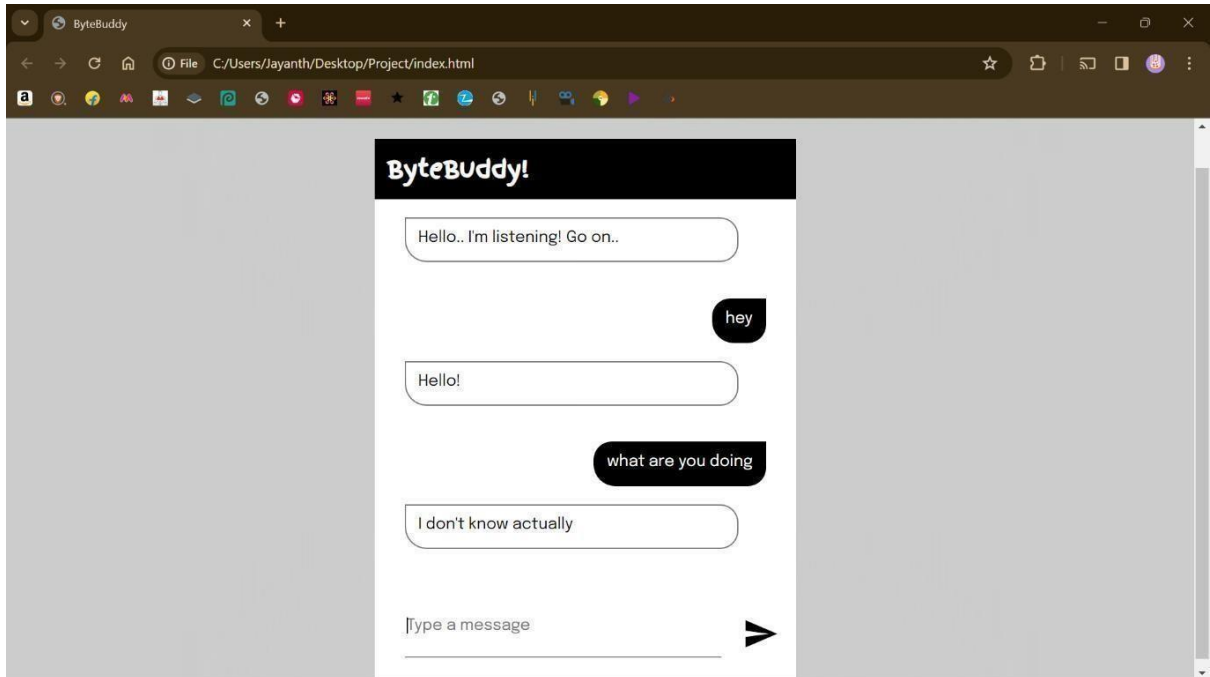 ByteBuddy
File C:/Users/Jayanth/Desktop/Project/index.html
ByteBuddy!
Hello.. I'm listening! Go on..
hey
Hello!
what are you doing
I don't know actually
Type a message